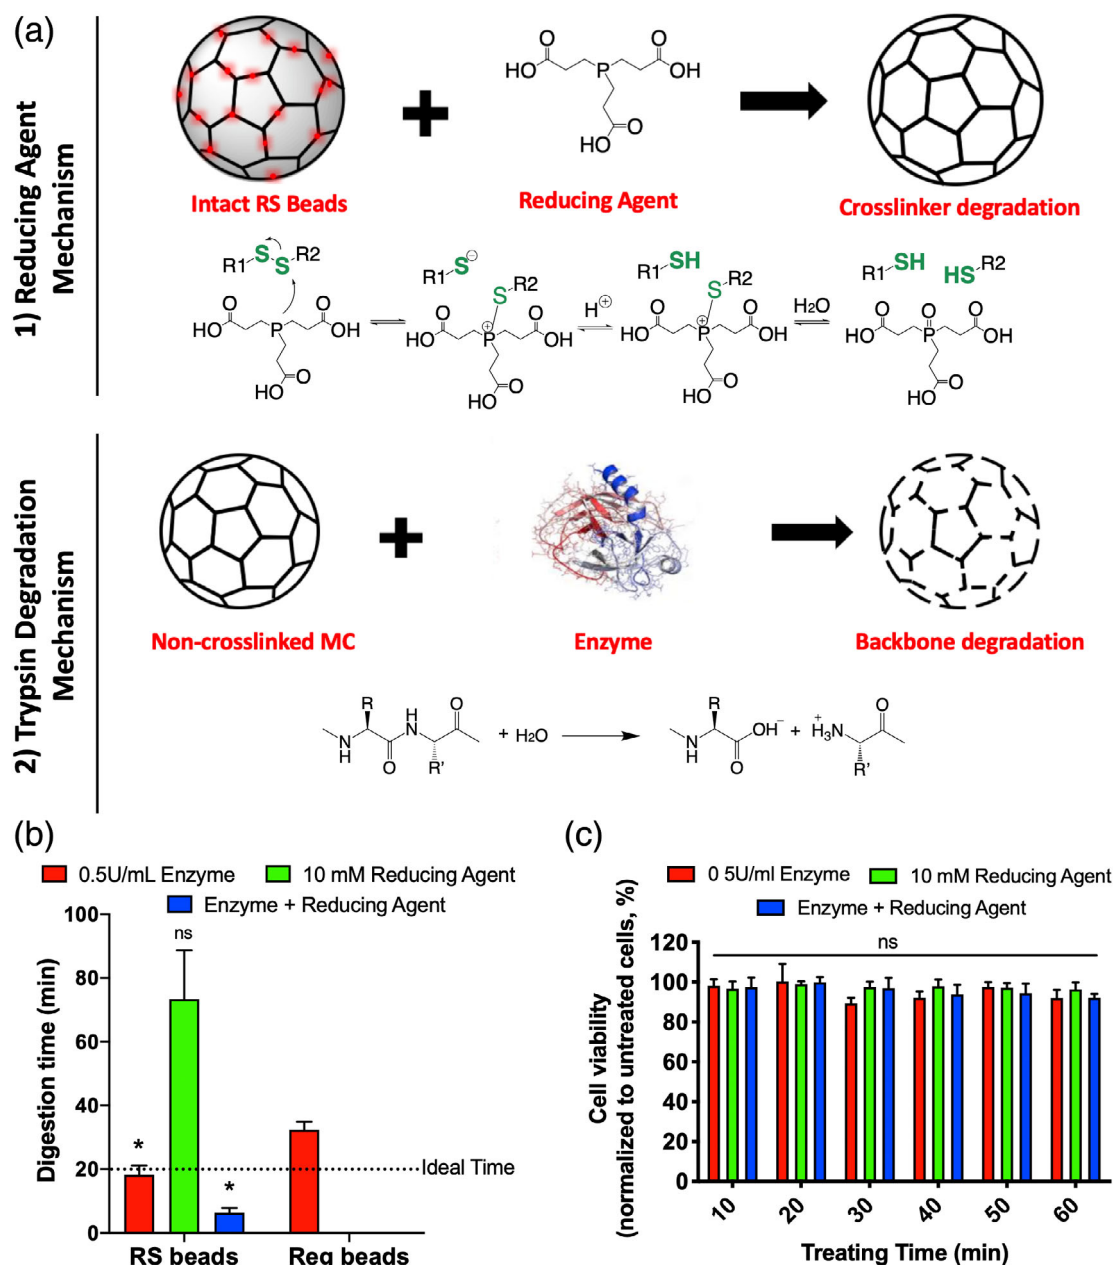 (a)
1) Reducing Agent
Mechanism
O
HO
P
O
OH
O
HO
Intact RS Beads
Reducing Agent
Crosslinker degradation
R1 S S R2
O
HO
P
O
OH
O
HO
R1 S ⊖
S R2
O
HO
P
⊕
O
OH
O
HO
H⊕
R1 SH
S R2
O
HO
P
⊕
O
OH
O
HO
H2O
R1 SH
HS R2
O
HO
O
P
O
OH
O
HO
2) Trypsin Degradation
Mechanism
Non-crosslinked MC
Enzyme
Backbone degradation
R
N
H
O
H
N
R'
O
+ H2O
R
N
H
O
OH−
+
+
H3N
R'
O
(b)
0.5U/mL Enzyme
10 mM Reducing Agent
Enzyme + Reducing Agent
Digestion time (min)
100
80
60
40
20
0
*
ns
*
Ideal Time
RS beads
Reg beads
(c)
0 5U/ml Enzyme
10 mM Reducing Agent
Enzyme + Reducing Agent
Cell viability
(normalized to untreated cells, %)
120
100
80
60
40
20
0
ns
10
20
30
40
50
60
Treating Time (min)